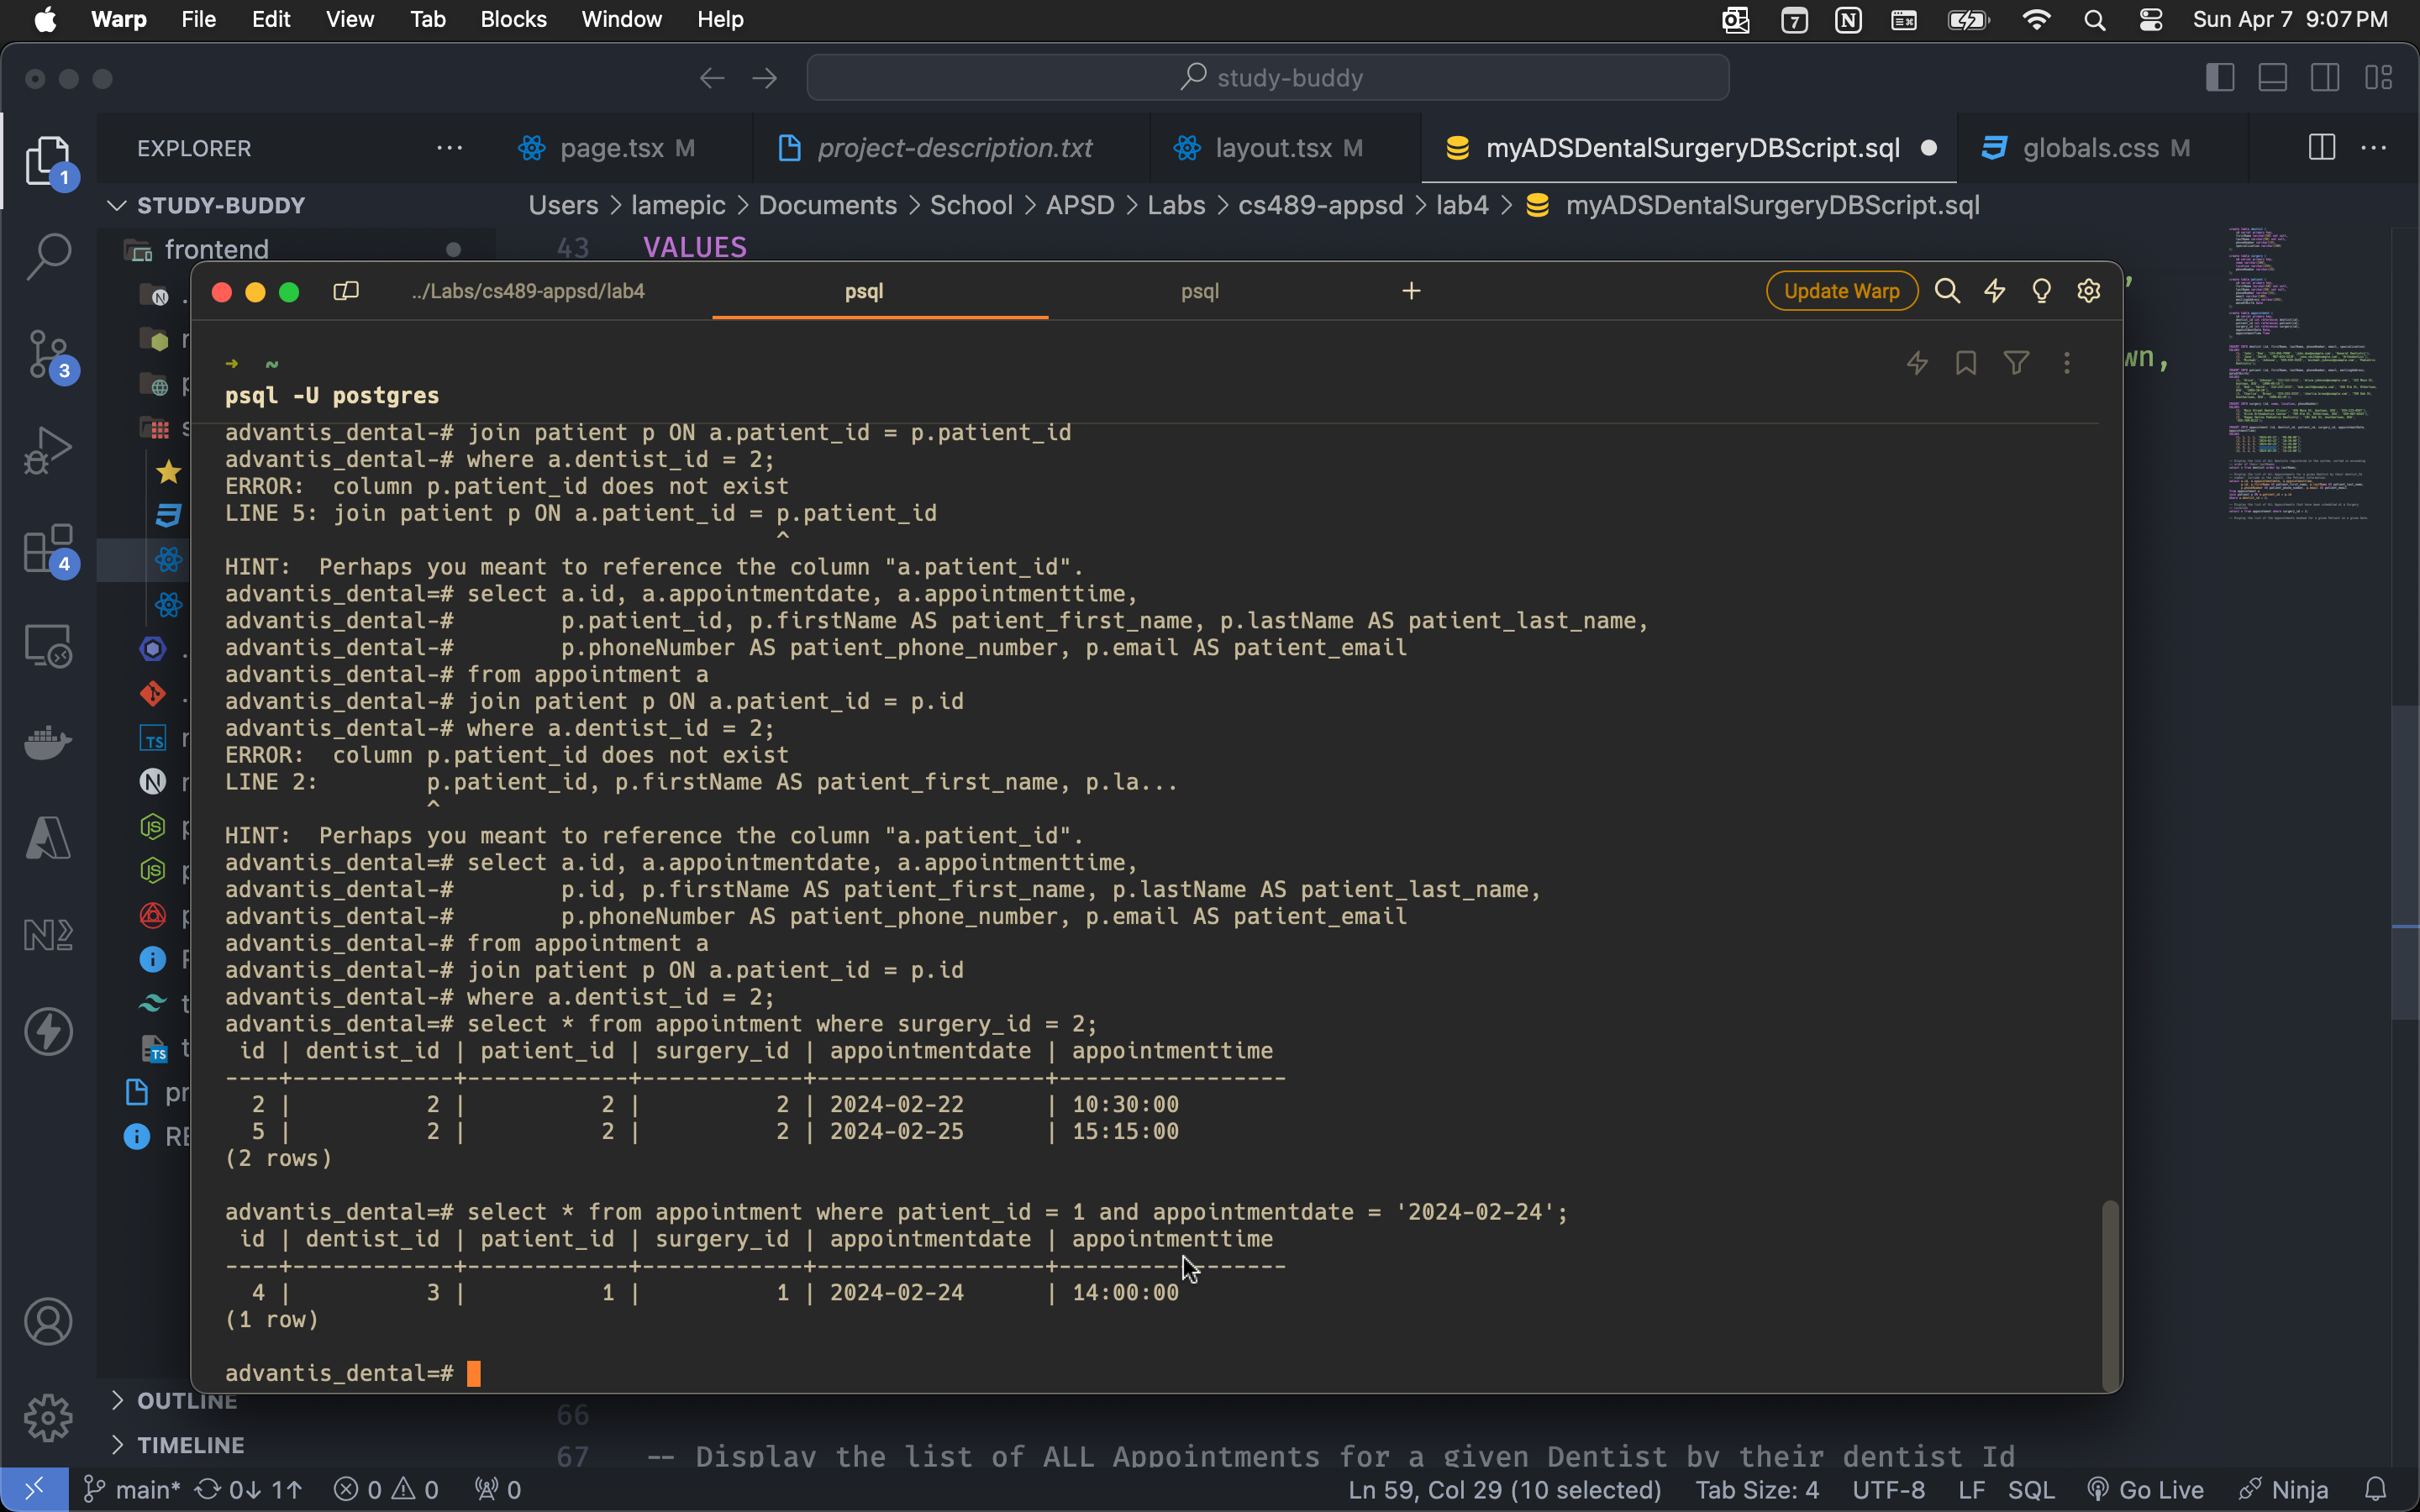 Warp File Edit View Tab Blocks Window Help 7 Sun Apr 7 9:07 PM
study-buddy
EXPLORER page.tsx M project-description.txt layout.tsx M myADSDentalSurgeryDBScript.sql globals.css M
1
STUDY-BUDDY Users > lamepic > Documents > School > APSD > Labs > cs489-appsd > lab4 > myADSDentalSurgeryDBScript.sql
frontend 43 VALUES
../Labs/cs489-appsd/lab4 psql psql + Update Warp
~
psql -U postgres
advantis_dental-# join patient p ON a.patient_id = p.patient_id
advantis_dental-# where a.dentist_id = 2;
ERROR:  column p.patient_id does not exist
LINE 5: join patient p ON a.patient_id = p.patient_id
^
HINT:  Perhaps you meant to reference the column "a.patient_id".
advantis_dental=# select a.id, a.appointmentdate, a.appointmenttime,
advantis_dental-#        p.patient_id, p.firstName AS patient_first_name, p.lastName AS patient_last_name,
advantis_dental-#        p.phoneNumber AS patient_phone_number, p.email AS patient_email
advantis_dental-# from appointment a
advantis_dental-# join patient p ON a.patient_id = p.id
advantis_dental-# where a.dentist_id = 2;
ERROR:  column p.patient_id does not exist
LINE 2:        p.patient_id, p.firstName AS patient_first_name, p.la...
^
HINT:  Perhaps you meant to reference the column "a.patient_id".
advantis_dental=# select a.id, a.appointmentdate, a.appointmenttime,
advantis_dental-#        p.id, p.firstName AS patient_first_name, p.lastName AS patient_last_name,
advantis_dental-#        p.phoneNumber AS patient_phone_number, p.email AS patient_email
advantis_dental-# from appointment a
advantis_dental-# join patient p ON a.patient_id = p.id
advantis_dental-# where a.dentist_id = 2;
advantis_dental=# select * from appointment where surgery_id = 2;
id | dentist_id | patient_id | surgery_id | appointmentdate | appointmenttime
----+------------+------------+------------+-----------------+-----------------
2 |          2 |          2 |          2 | 2024-02-22      | 10:30:00
5 |          2 |          2 |          2 | 2024-02-25      | 15:15:00
(2 rows)
advantis_dental=# select * from appointment where patient_id = 1 and appointmentdate = '2024-02-24';
id | dentist_id | patient_id | surgery_id | appointmentdate | appointmenttime
----+------------+------------+------------+-----------------+-----------------
4 |          3 |          1 |          1 | 2024-02-24      | 14:00:00
(1 row)
advantis_dental=#
3
4
wn,
pr
RE
OUTLINE
66
TIMELINE
67 -- Display the list of ALL Appointments for a given Dentist by their dentist_Id
main* 0↓ 1↑ 0 0 0 Ln 59, Col 29 (10 selected) Tab Size: 4 UTF-8 LF SQL Go Live Ninja